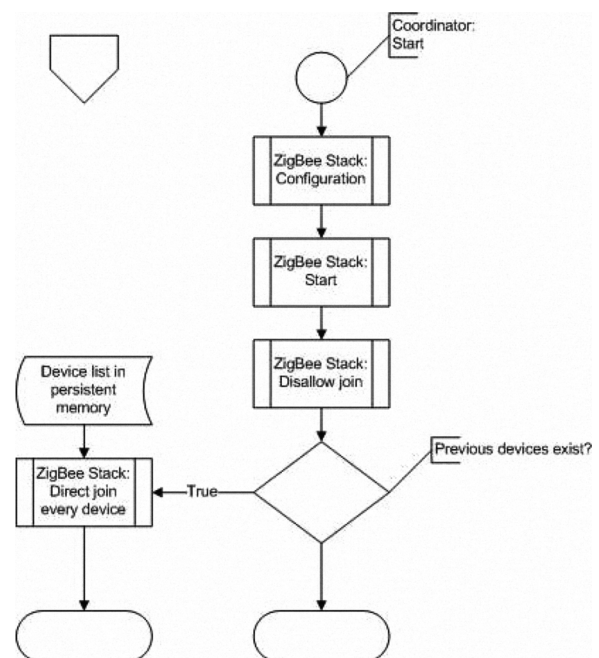 Coordinator:
Start
ZigBee Stack:
Configuration
ZigBee Stack:
Start
ZigBee Stack:
Disallow join
Device list in
persistent
memory
Previous devices exist?
ZigBee Stack:
Direct join
every device
True